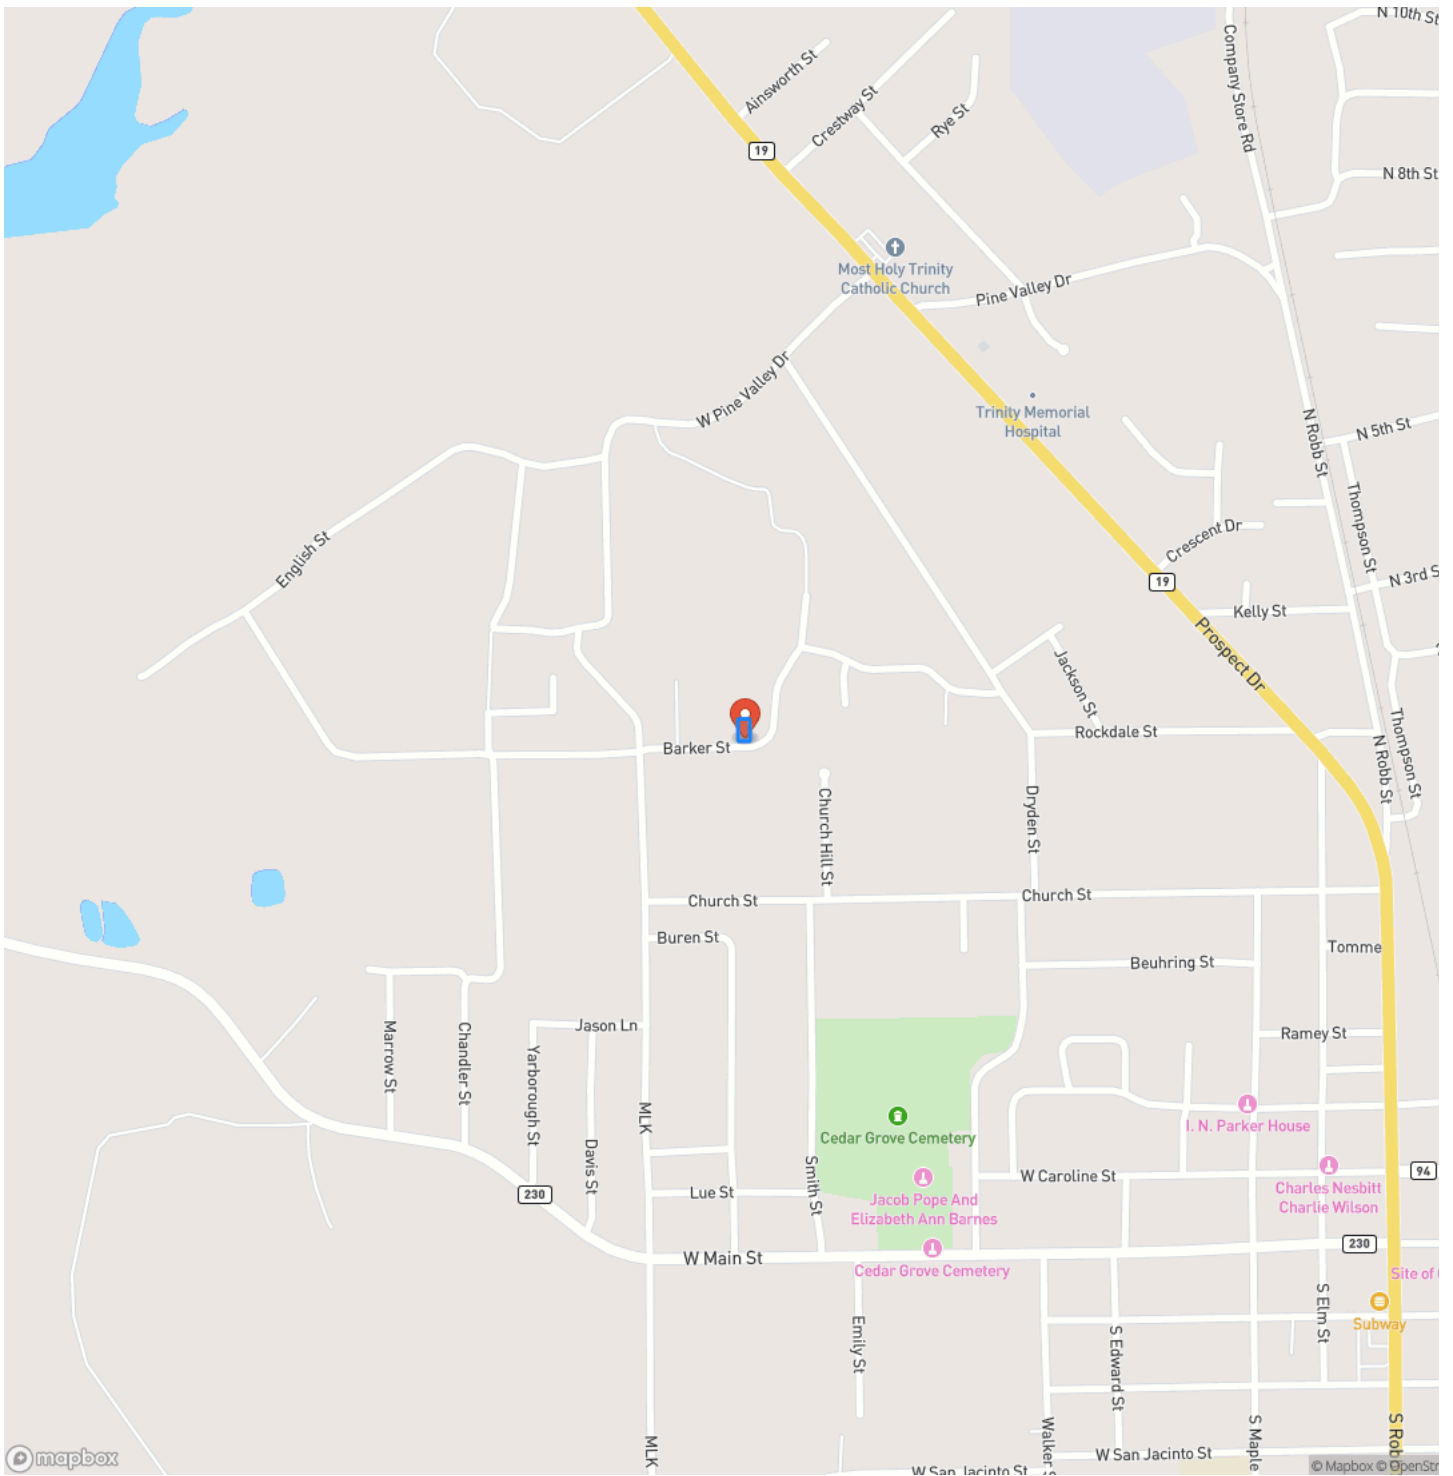 N 10th St
Ainsworth St
Company Store Rd
Crestway St
Rye St
19
N 8th St
Most Holy Trinity
Catholic Church
Pine Valley Dr
W Pine Valley Dr
Trinity Memorial
Hospital
N Robb St
N 5th St
Thompson St
English St
Crescent Dr
19
N 3rd S
Kelly St
Prospect Dr
Jackson St
Rockdale St
Barker St
N Robb St
Thompson St
Church Hill St
Dryden St
Church St
Church St
Buren St
Tomme
Beuhring St
Jason Ln
Marrow St
Chandler St
Yarborough St
Ramey St
MLK
Davis St
I. N. Parker House
Cedar Grove Cemetery
Smith St
W Caroline St
94
230
Lue St
Jacob Pope And
Elizabeth Ann Barnes
Charles Nesbitt
Charlie Wilson
W Main St
230
Cedar Grove Cemetery
Site of
S Elm St
Subway
Emily St
S Edward St
S Maple
Walker S
S Rob
MLK
W San Jacinto St
W San Jacinto St
mapbox
© Mapbox © OpenStr